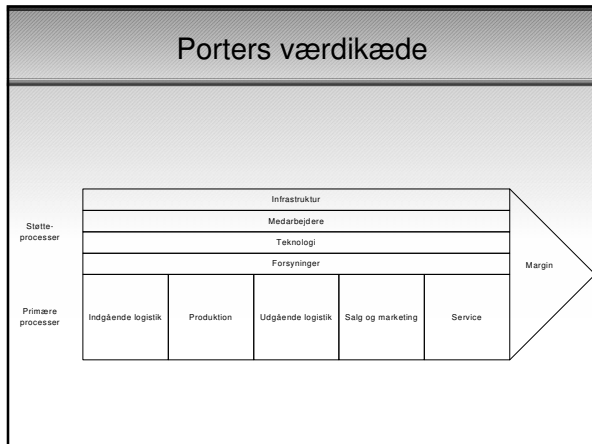 Porters værdikæde
Støtte-
processer
Infrastruktur
Medarbejdere
Teknologi
Forsyninger
Primære
processer
Indgående logistik
Produktion
Udgående logistik
Salg og marketing
Service
Margin